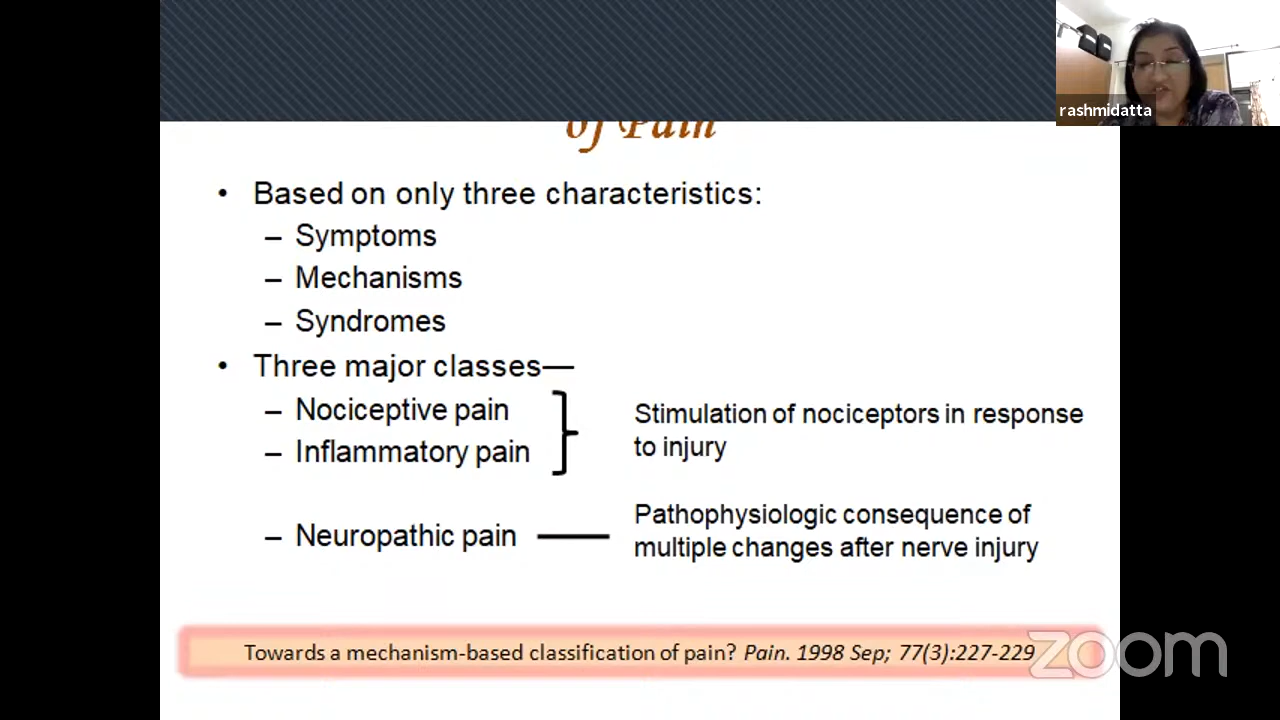 rashmidatta
of Pain
• Based on only three characteristics:
– Symptoms
– Mechanisms
– Syndromes
• Three major classes—
– Nociceptive pain
– Inflammatory pain
Stimulation of nociceptors in response
to injury
– Neuropathic pain
Pathophysiologic consequence of
multiple changes after nerve injury
Towards a mechanism-based classification of pain? Pain. 1998 Sep; 77(3):227-229
zoom